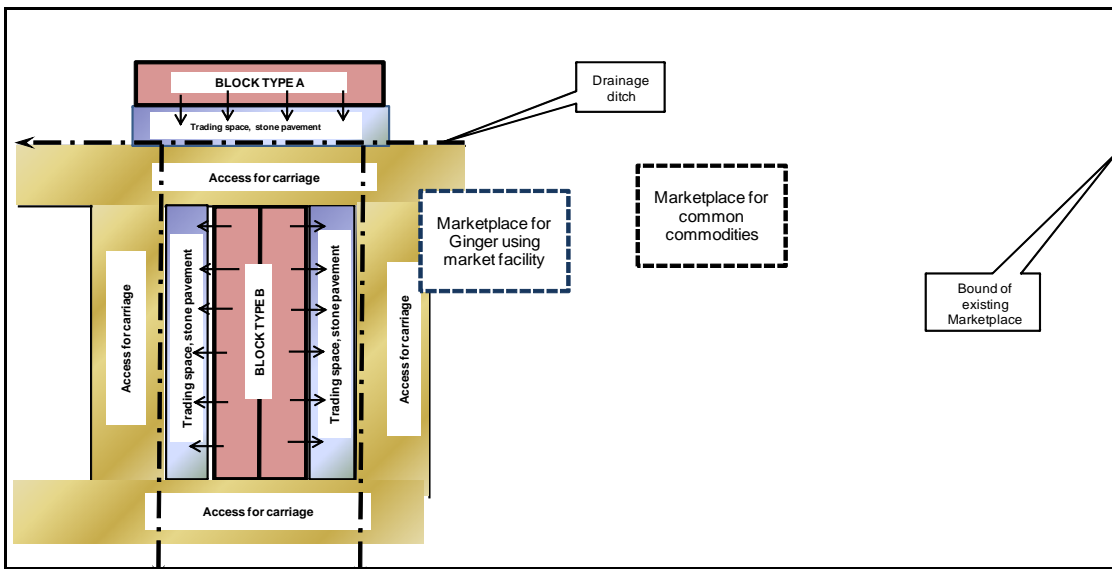 BLOCK TYPE A
Trading space, stone pavement
Drainage
ditch
Access for carriage
Marketplace for
Ginger using
market facility
Marketplace for
common
commodities
Bound of
existing
Marketplace
Access for carriage
Trading space, stone pavement
BLOCK TYPE B
Trading space, stone pavement
Access for carriage
Access for carriage